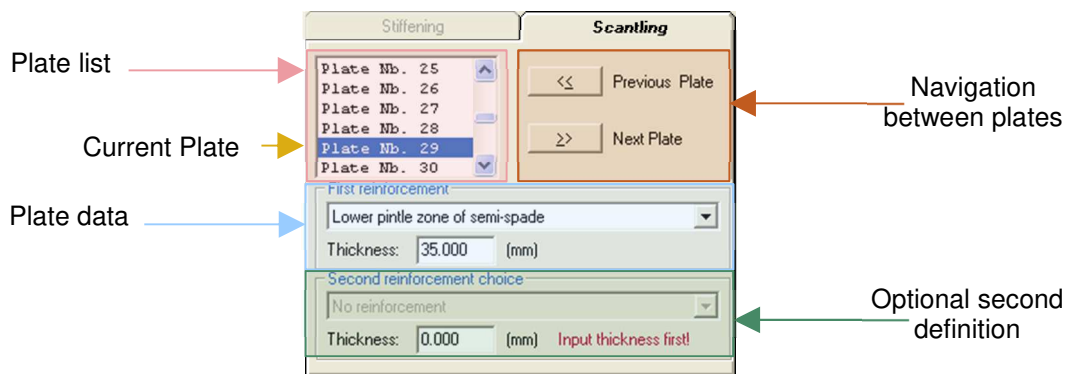 Stiffening
Scantling
Plate list
Current Plate
Plate data
Plate Nb. 25
Plate Nb. 26
Plate Nb. 27
Plate Nb. 28
Plate Nb. 29
Plate Nb. 30
<< Previous Plate
>> Next Plate
Navigation
between plates
First reinforcement
Lower pintle zone of semi-spade
Thickness: 35.000 (mm)
Second reinforcement choice
No reinforcement
Thickness: 0.000 (mm) Input thickness first!
Optional second
definition